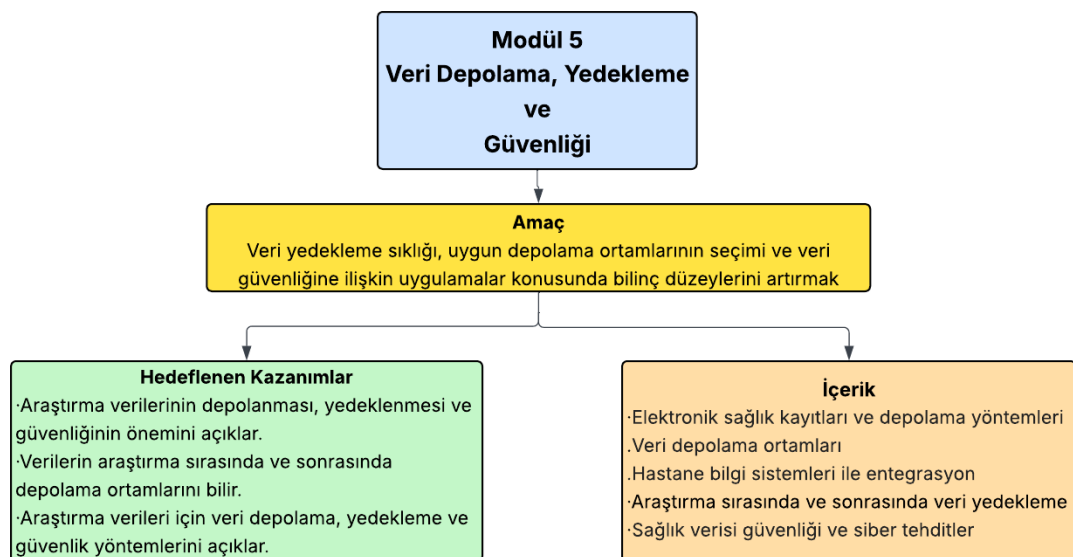 Modül 5
Veri Depolama, Yedekleme
ve
Güvenliği
Amaç
Veri yedekleme sıklığı, uygun depolama ortamlarının seçimi ve veri
güvenliğine ilişkin uygulamalar konusunda bilinç düzeylerini artırmak
Hedeflenen Kazanımlar
·Araştırma verilerinin depolanması, yedeklenmesi ve
güvenliğinin önemini açıklar.
·Verilerin araştırma sırasında ve sonrasında
depolama ortamlarını bilir.
·Araştırma verileri için veri depolama, yedekleme ve
güvenlik yöntemlerini açıklar.
İçerik
·Elektronik sağlık kayıtları ve depolama yöntemleri
.Veri depolama ortamları
.Hastane bilgi sistemleri ile entegrasyon
·Araştırma sırasında ve sonrasında veri yedekleme
·Sağlık verisi güvenliği ve siber tehditler